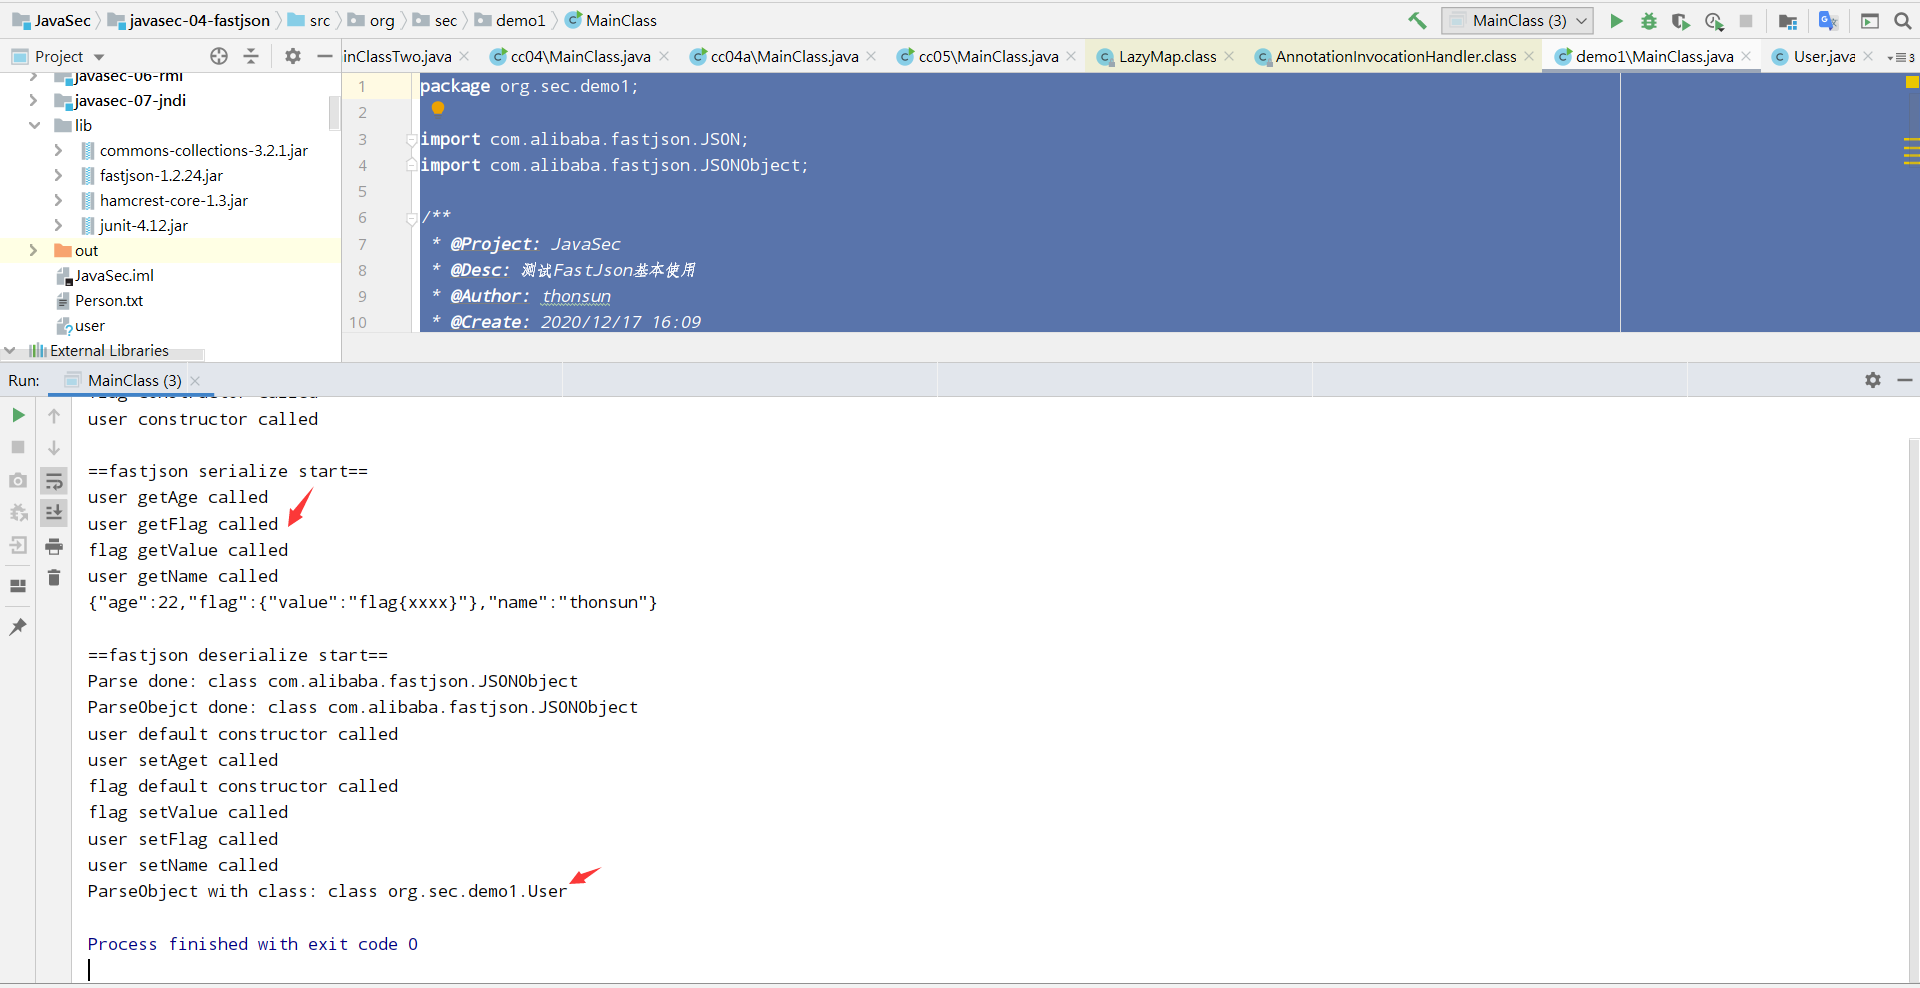 JavaSec javasec-04-fastjson src org sec demo1 MainClass MainClass (3)
Project inClassTwo.java cc04\MainClass.java cc04a\MainClass.java cc05\MainClass.java LazyMap.class AnnotationInvocationHandler.class demo1\MainClass.java User.java 3
javasec-06-rmi
javasec-07-jndi
lib
commons-collections-3.2.1.jar
fastjson-1.2.24.jar
hamcrest-core-1.3.jar
junit-4.12.jar
out
JavaSec.iml
Person.txt
user
External Libraries
1 package org.sec.demo1;
2
3 import com.alibaba.fastjson.JSON;
4 import com.alibaba.fastjson.JSONObject;
5
6 /**
7 * @Project: JavaSec
8 * @Desc: 测试FastJson基本使用
9 * @Author: thonsun
10 * @Create: 2020/12/17 16:09
Run: MainClass (3)
flag constructor called
user constructor called
==fastjson serialize start==
user getAge called
user getFlag called
flag getValue called
user getName called
{"age":22,"flag":{"value":"flag{xxxx}"},"name":"thonsun"}
==fastjson deserialize start==
Parse done: class com.alibaba.fastjson.JSONObject
ParseObejct done: class com.alibaba.fastjson.JSONObject
user default constructor called
user setAget called
flag default constructor called
flag setValue called
user setFlag called
user setName called
ParseObject with class: class org.sec.demo1.User
Process finished with exit code 0